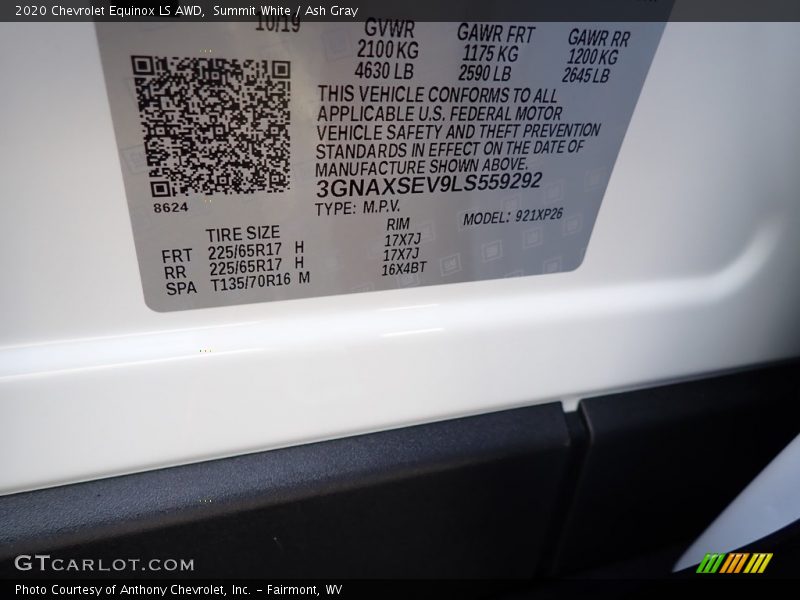 2020 Chevrolet Equinox LS AWD, Summit White / Ash Gray
10/19
GVWR GAWR FRT GAWR RR
2100 KG 1175 KG 1200 KG
4630 LB 2590 LB 2645 LB
THIS VEHICLE CONFORMS TO ALL
APPLICABLE U.S. FEDERAL MOTOR
VEHICLE SAFETY AND THEFT PREVENTION
STANDARDS IN EFFECT ON THE DATE OF
MANUFACTURE SHOWN ABOVE.
3GNAXSEV9LS559292
8624
TYPE: M.P.V. MODEL: 921XP26
TIRE SIZE RIM
FRT 225/65R17 H 17X7J
RR 225/65R17 H 17X7J
SPA T135/70R16 M 16X4BT
GTCARLOT.COM
Photo Courtesy of Anthony Chevrolet, Inc. – Fairmont, WV